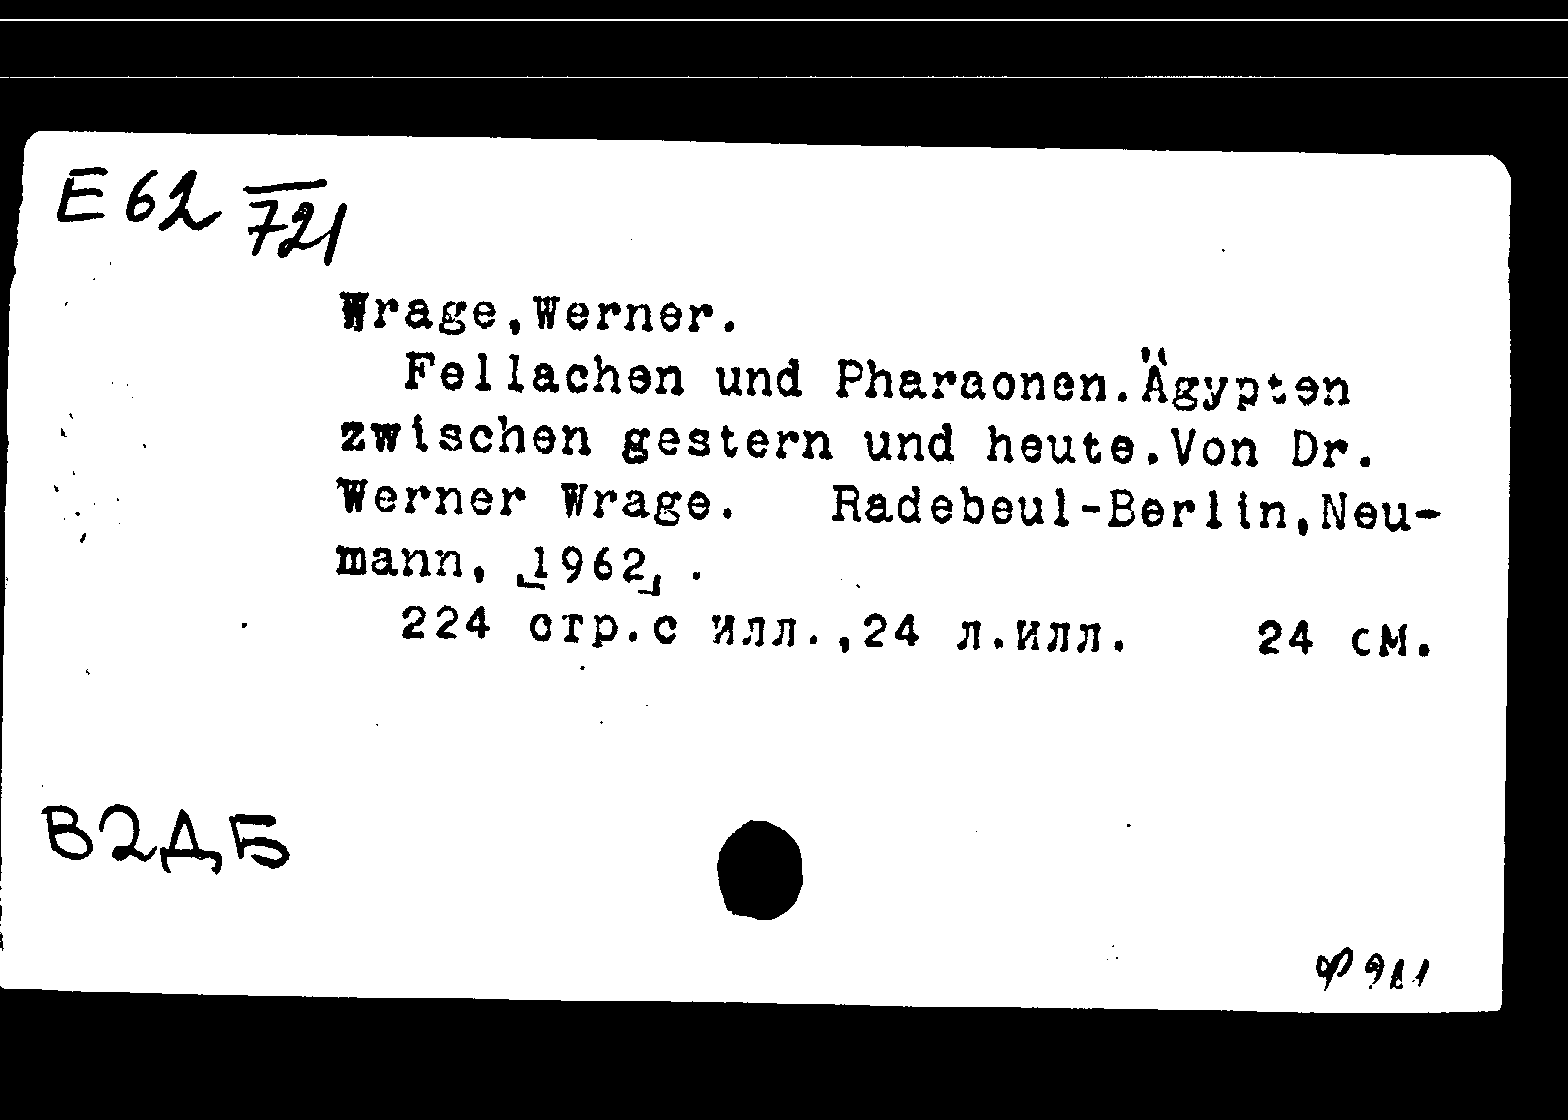 E 62 / 721
Wrage,Werner.
Fellachen und Pharaonen.Ägypten
zwischen gestern und heute.Von Dr.
Werner Wrage. Radebeul-Berlin,Neu-
mann, [1962] .
224 стр.с илл.,24 л.илл. 24 см.
В2ДБ